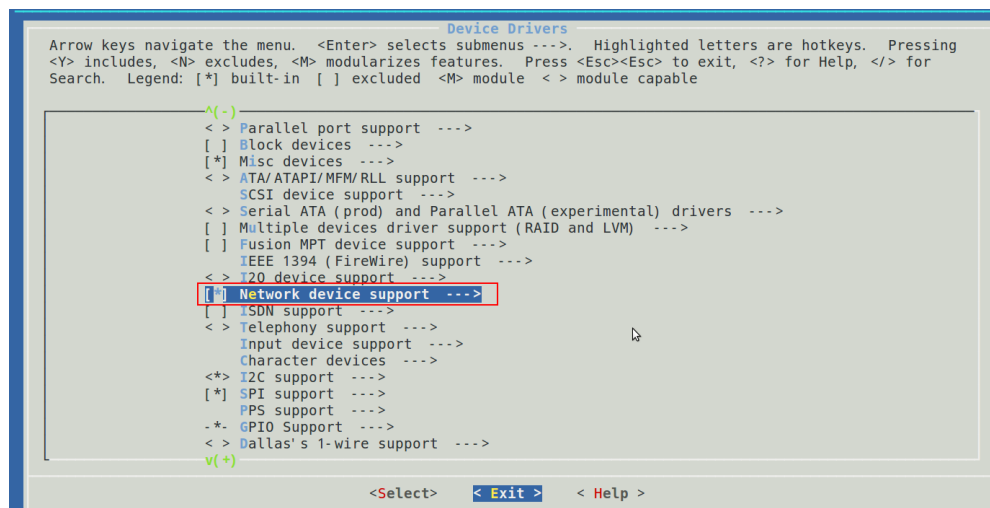 Device Drivers
Arrow keys navigate the menu. <Enter> selects submenus --->. Highlighted letters are hotkeys. Pressing
<Y> includes, <N> excludes, <M> modularizes features. Press <Esc><Esc> to exit, <?> for Help, </> for
Search. Legend: [*] built-in [ ] excluded <M> module < > module capable
^(-)
< > Parallel port support --->
[ ] Block devices --->
[*] Misc devices --->
< > ATA/ATAPI/MFM/RLL support --->
SCSI device support --->
< > Serial ATA (prod) and Parallel ATA (experimental) drivers --->
[ ] Multiple devices driver support (RAID and LVM) --->
[ ] Fusion MPT device support --->
IEEE 1394 (FireWire) support --->
< > I2O device support --->
[*] Network device support --->
[ ] ISDN support --->
< > Telephony support --->
Input device support --->
Character devices --->
<*> I2C support --->
[*] SPI support --->
PPS support --->
-*- GPIO Support --->
< > Dallas's 1-wire support --->
v(+)
<Select> < Exit > < Help >